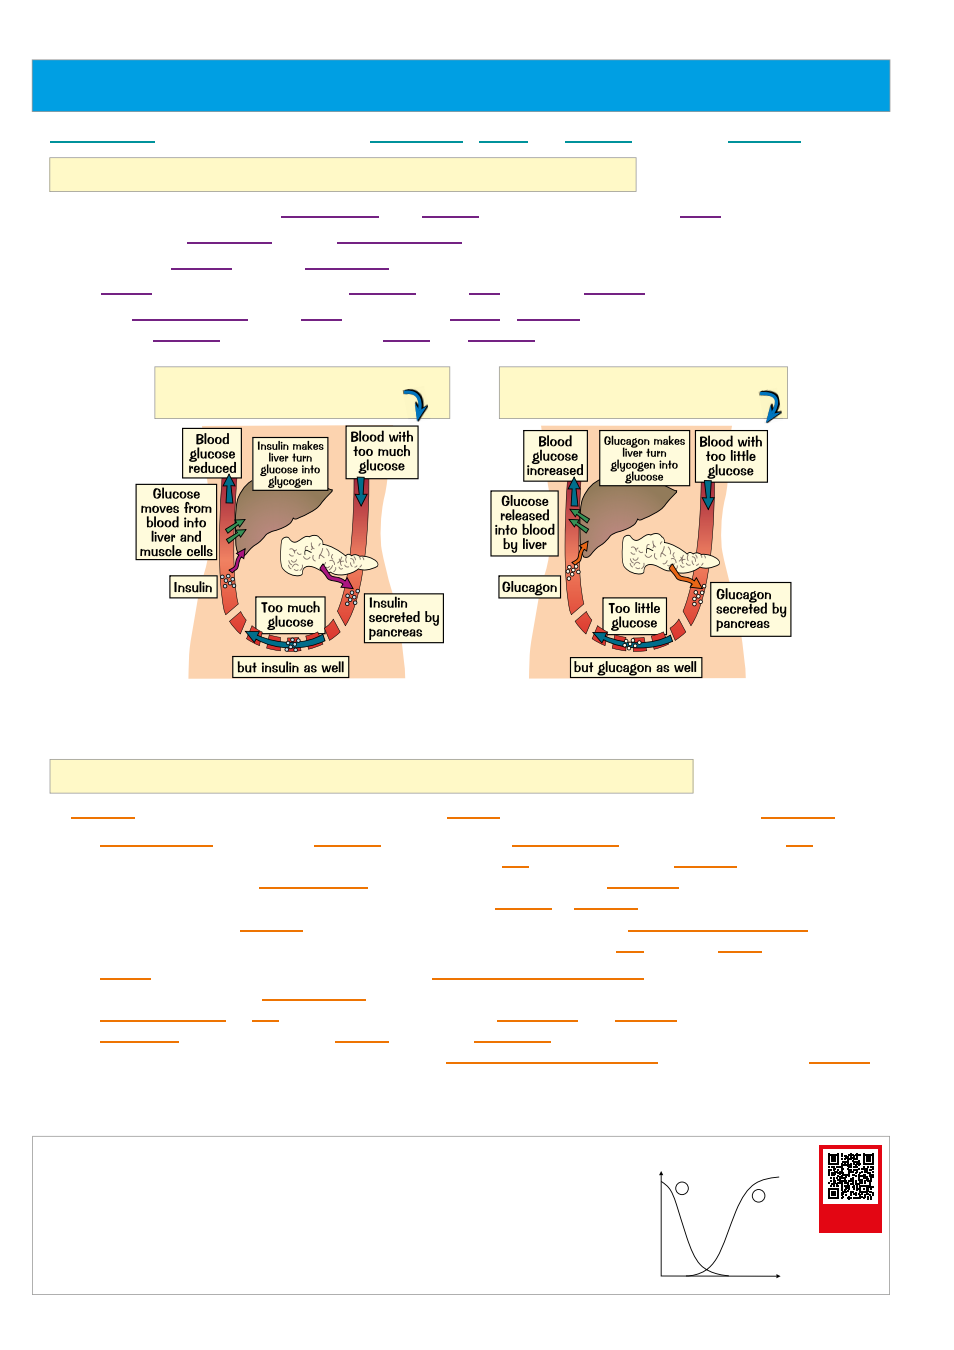 Blood
glucose
reduced
Insulin makes
liver turn
glucose into
glycogen
Blood with
too much
glucose
Glucose
moves from
blood into
liver and
muscle cells
Insulin
Too much
glucose
Insulin
secreted by
pancreas
but insulin as well
Blood
glucose
increased
Glucagon makes
liver turn
glycogen into
glucose
Blood with
too little
glucose
Glucose
released
into blood
by liver
Glucagon
Too little
glucose
Glucagon
secreted by
pancreas
but glucagon as well